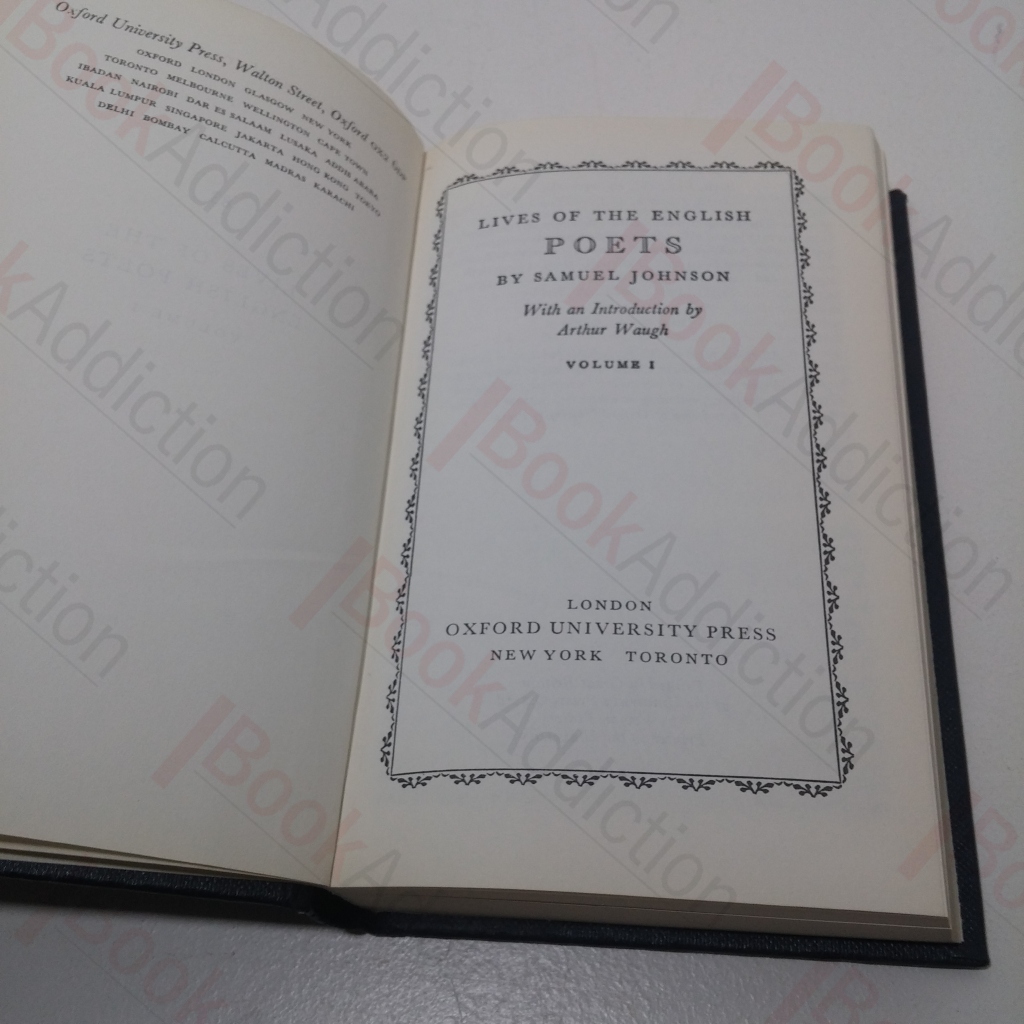 Oxford University Press, Walton Street, Oxford OX2 6DP
OXFORD LONDON GLASGOW NEW YORK
TORONTO MELBOURNE WELLINGTON CAPE TOWN
IBADAN NAIROBI DAR ES SALAAM LUSAKA ADDIS ABABA
KUALA LUMPUR SINGAPORE JAKARTA HONG KONG TOKYO
DELHI BOMBAY CALCUTTA MADRAS KARACHI
LIVES OF THE ENGLISH
POETS
BY SAMUEL JOHNSON
With an Introduction by
Arthur Waugh
VOLUME I
LONDON
OXFORD UNIVERSITY PRESS
NEW YORK TORONTO
BookAddiction